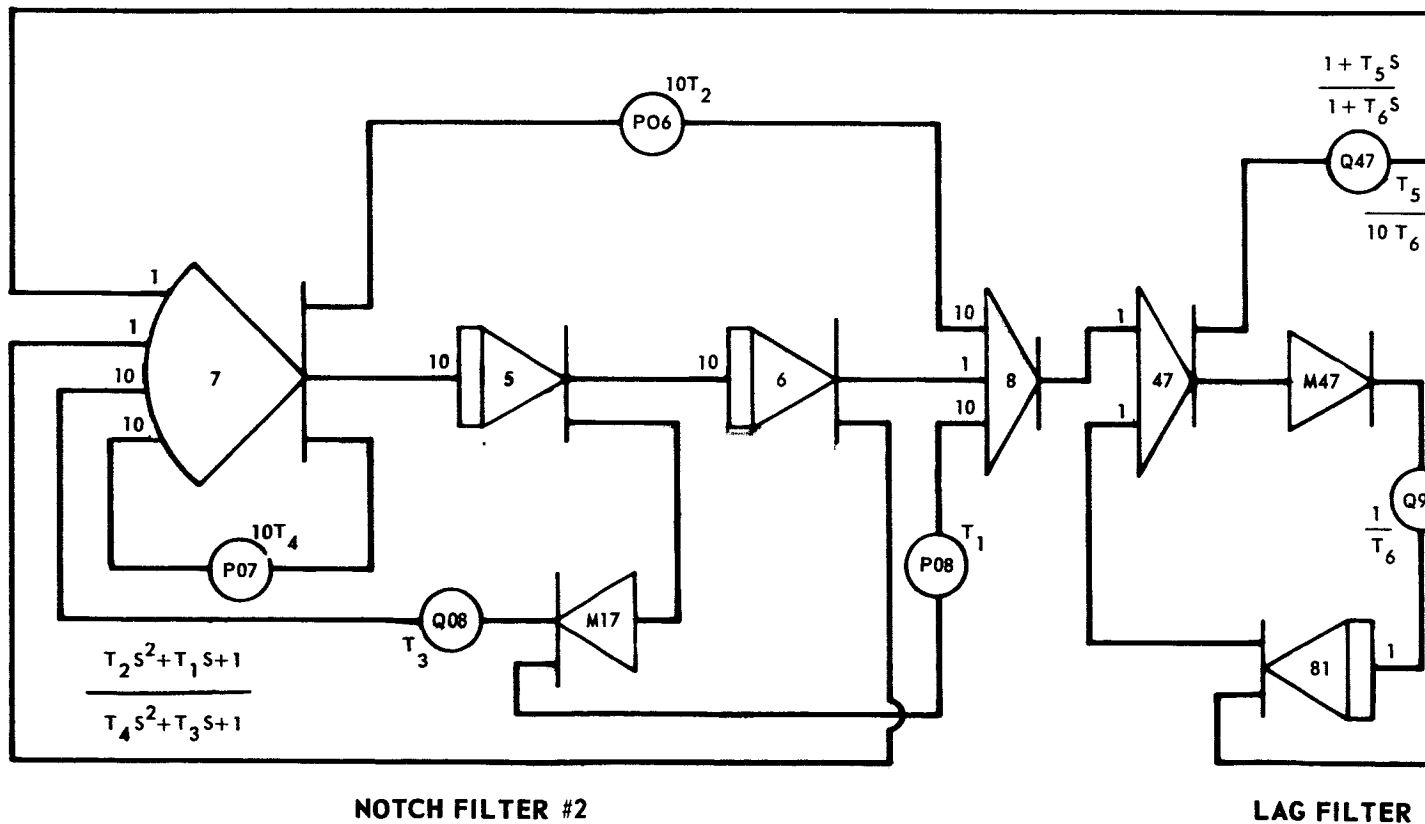 10T2
PO6
1 + T5S
1 + T6S
Q47
T5
10 T6
1
1
10
10
7
10
5
10
6
10
1
10
8
1
1
47
M47
Q9
1
T6
10T4
P07
Q08
T3
M17
P08
T1
81
1
T2S²+T1S+1
T4S²+T3S+1
NOTCH FILTER #2
LAG FILTER